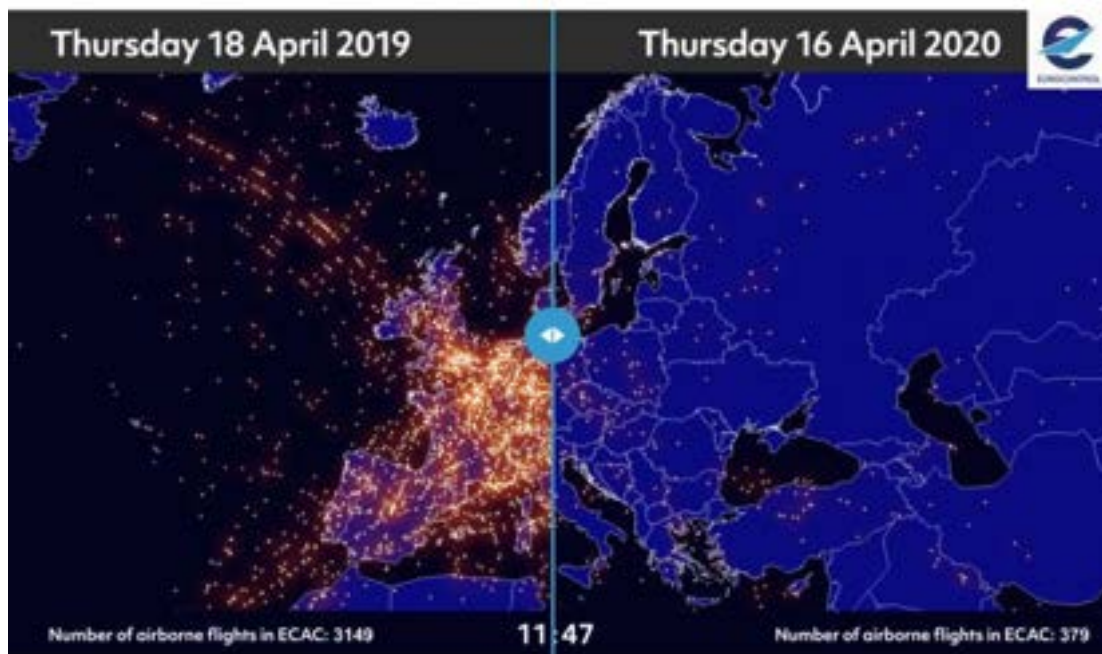 Thursday 18 April 2019
Thursday 16 April 2020
EUROCONTROL
Number of airborne flights in ECAC: 3149
11:47
Number of airborne flights in ECAC: 379